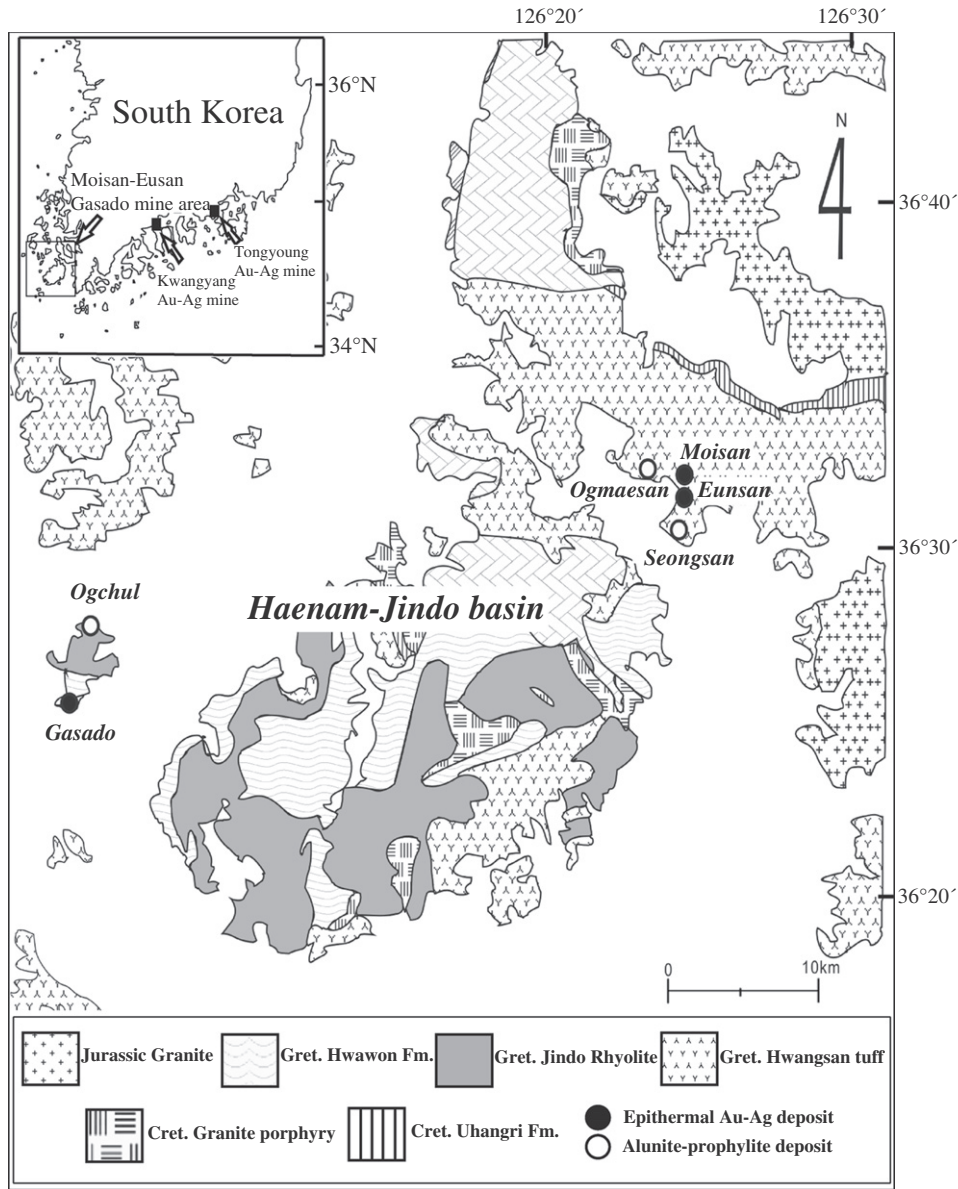 126°20´
126°30´
36°N
South Korea
Moisan-Eusan
Gasado mine area
Tongyoung
Au-Ag mine
Kwangyang
Au-Ag mine
34°N
N
36°40´
Moisan
Ogmaesan
Eunsan
Seongsan
36°30´
Ogchul
Haenam-Jindo basin
Gasado
36°20´
0
10km
Jurassic Granite
Gret. Hwawon Fm.
Gret. Jindo Rhyolite
Gret. Hwangsan tuff
Cret. Granite porphyry
Cret. Uhangri Fm.
Epithermal Au-Ag deposit
Alunite-prophylite deposit